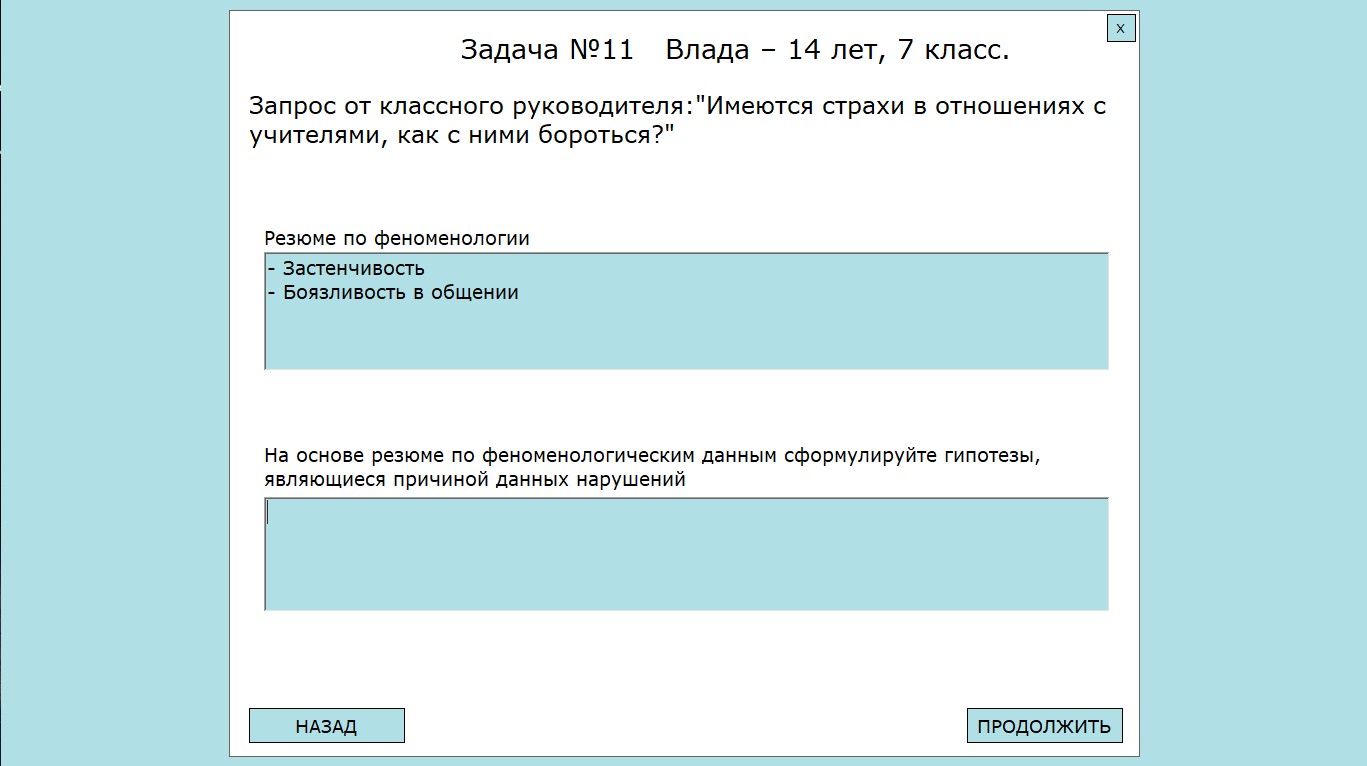 x
Задача №11 Влада – 14 лет, 7 класс.
Запрос от классного руководителя:"Имеются страхи в отношениях с
учителями, как с ними бороться?"
Резюме по феноменологии
- Застенчивость
- Боязливость в общении
На основе резюме по феноменологическим данным сформулируйте гипотезы,
являющиеся причиной данных нарушений
НАЗАД
ПРОДОЛЖИТЬ